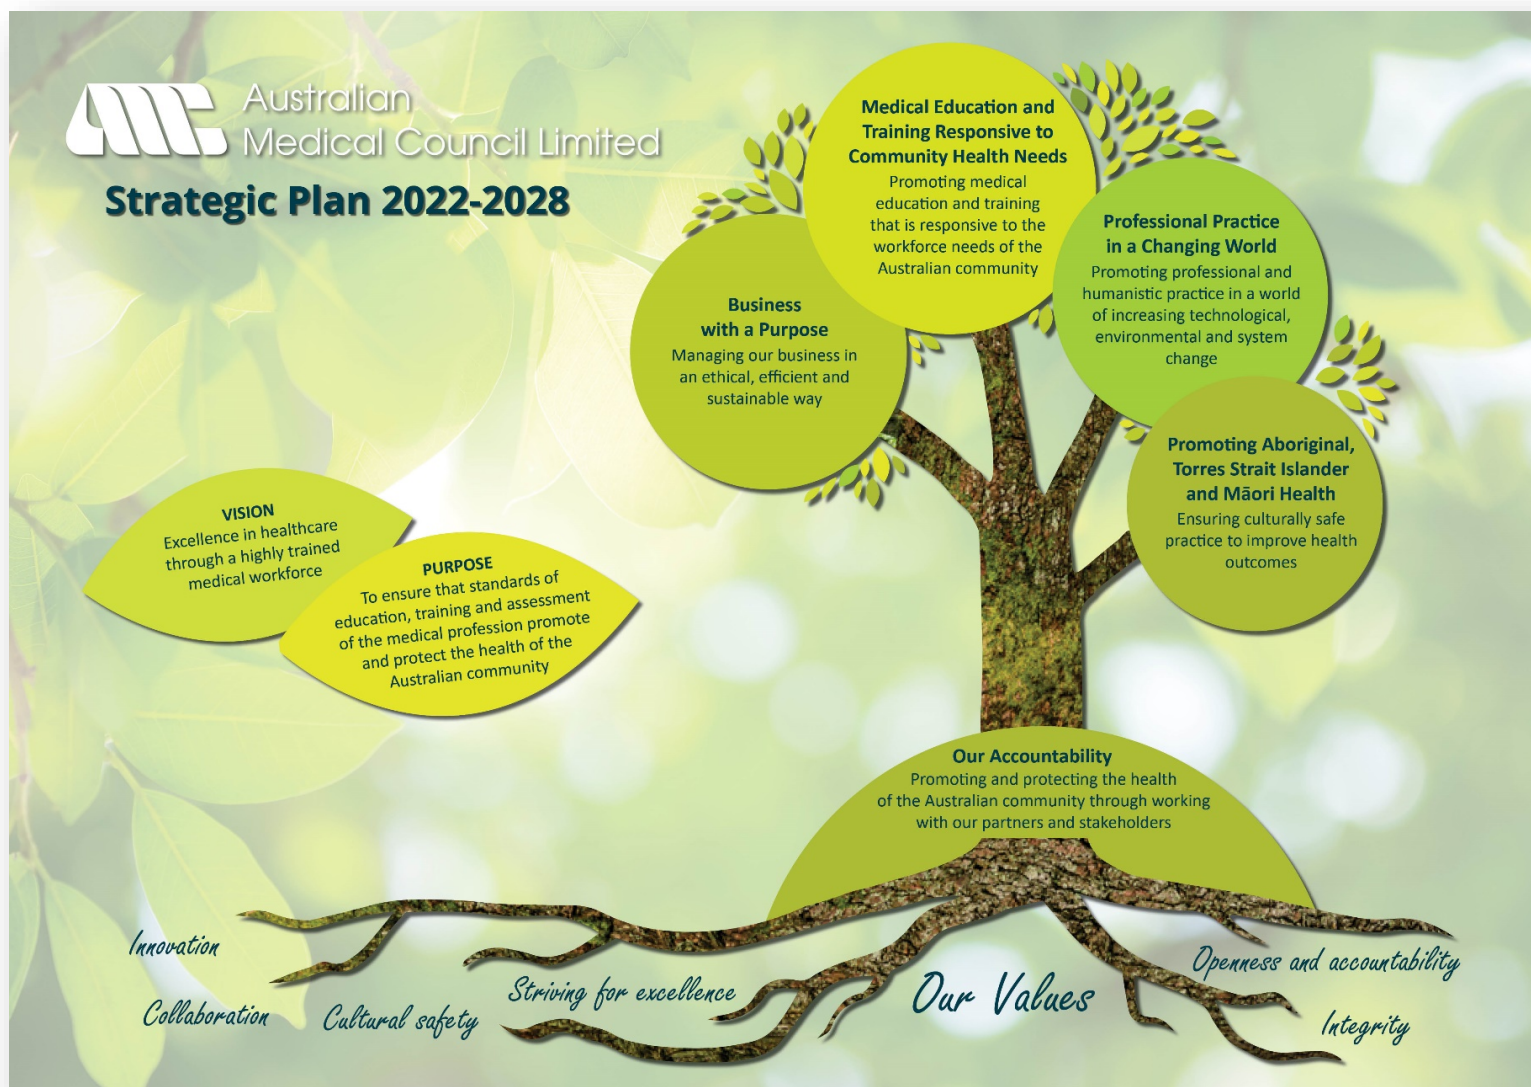 AMC
Australian
Medical Council Limited
Strategic Plan 2022-2028
Medical Education and
Training Responsive to
Community Health Needs
Promoting medical
education and training
that is responsive to the
workforce needs of the
Australian community
Professional Practice
in a Changing World
Promoting professional and
humanistic practice in a world
of increasing technological,
environmental and system
change
Business
with a Purpose
Managing our business in
an ethical, efficient and
sustainable way
Promoting Aboriginal,
Torres Strait Islander
and Māori Health
Ensuring culturally safe
practice to improve health
outcomes
VISION
Excellence in healthcare
through a highly trained
medical workforce
PURPOSE
To ensure that standards of
education, training and assessment
of the medical profession promote
and protect the health of the
Australian community
Our Accountability
Promoting and protecting the health
of the Australian community through working
with our partners and stakeholders
Innovation
Collaboration
Cultural safety
Striving for excellence
Our Values
Openness and accountability
Integrity